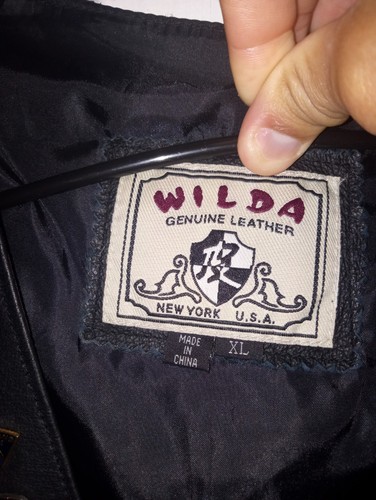 WILDA
GENUINE LEATHER
NEW YORK U.S.A.
MADE
IN
CHINA
XL